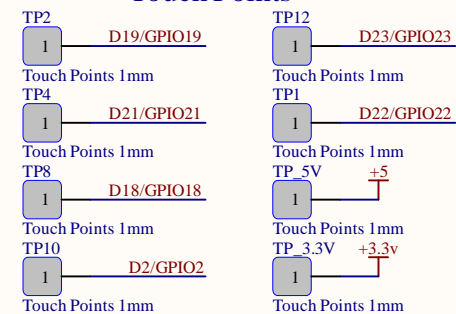 Touch Points
TP2
1
D19/GPIO19
Touch Points 1mm
TP4
1
D21/GPIO21
Touch Points 1mm
TP8
1
D18/GPIO18
Touch Points 1mm
TP10
1
D2/GPIO2
Touch Points 1mm
TP12
1
D23/GPIO23
Touch Points 1mm
TP1
1
D22/GPIO22
Touch Points 1mm
TP_5V
+5
1
Touch Points 1mm
TP_3.3V
+3.3v
1
Touch Points 1mm